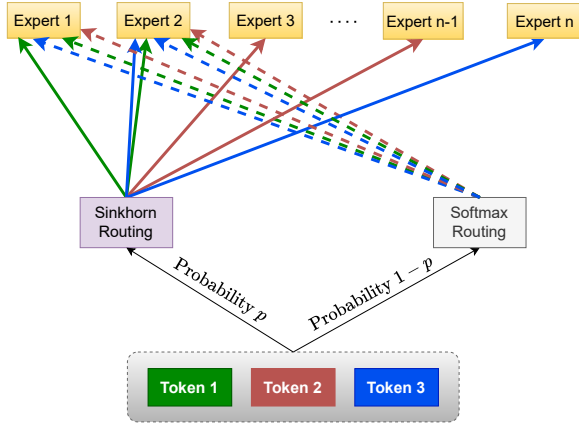 Expert 1
Expert 2
Expert 3
....
Expert n-1
Expert n
Sinkhorn
Routing
Softmax
Routing
Probability p
Probability 1 − p
Token 1
Token 2
Token 3